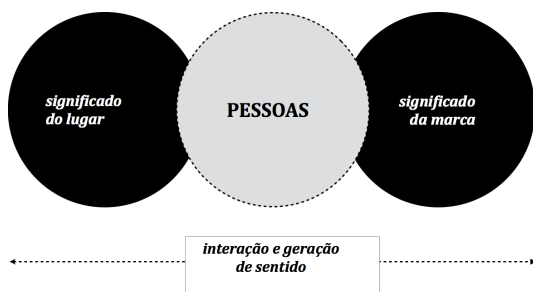 significado
do lugar
PESSOAS
significado
da marca
interação e geração
de sentido